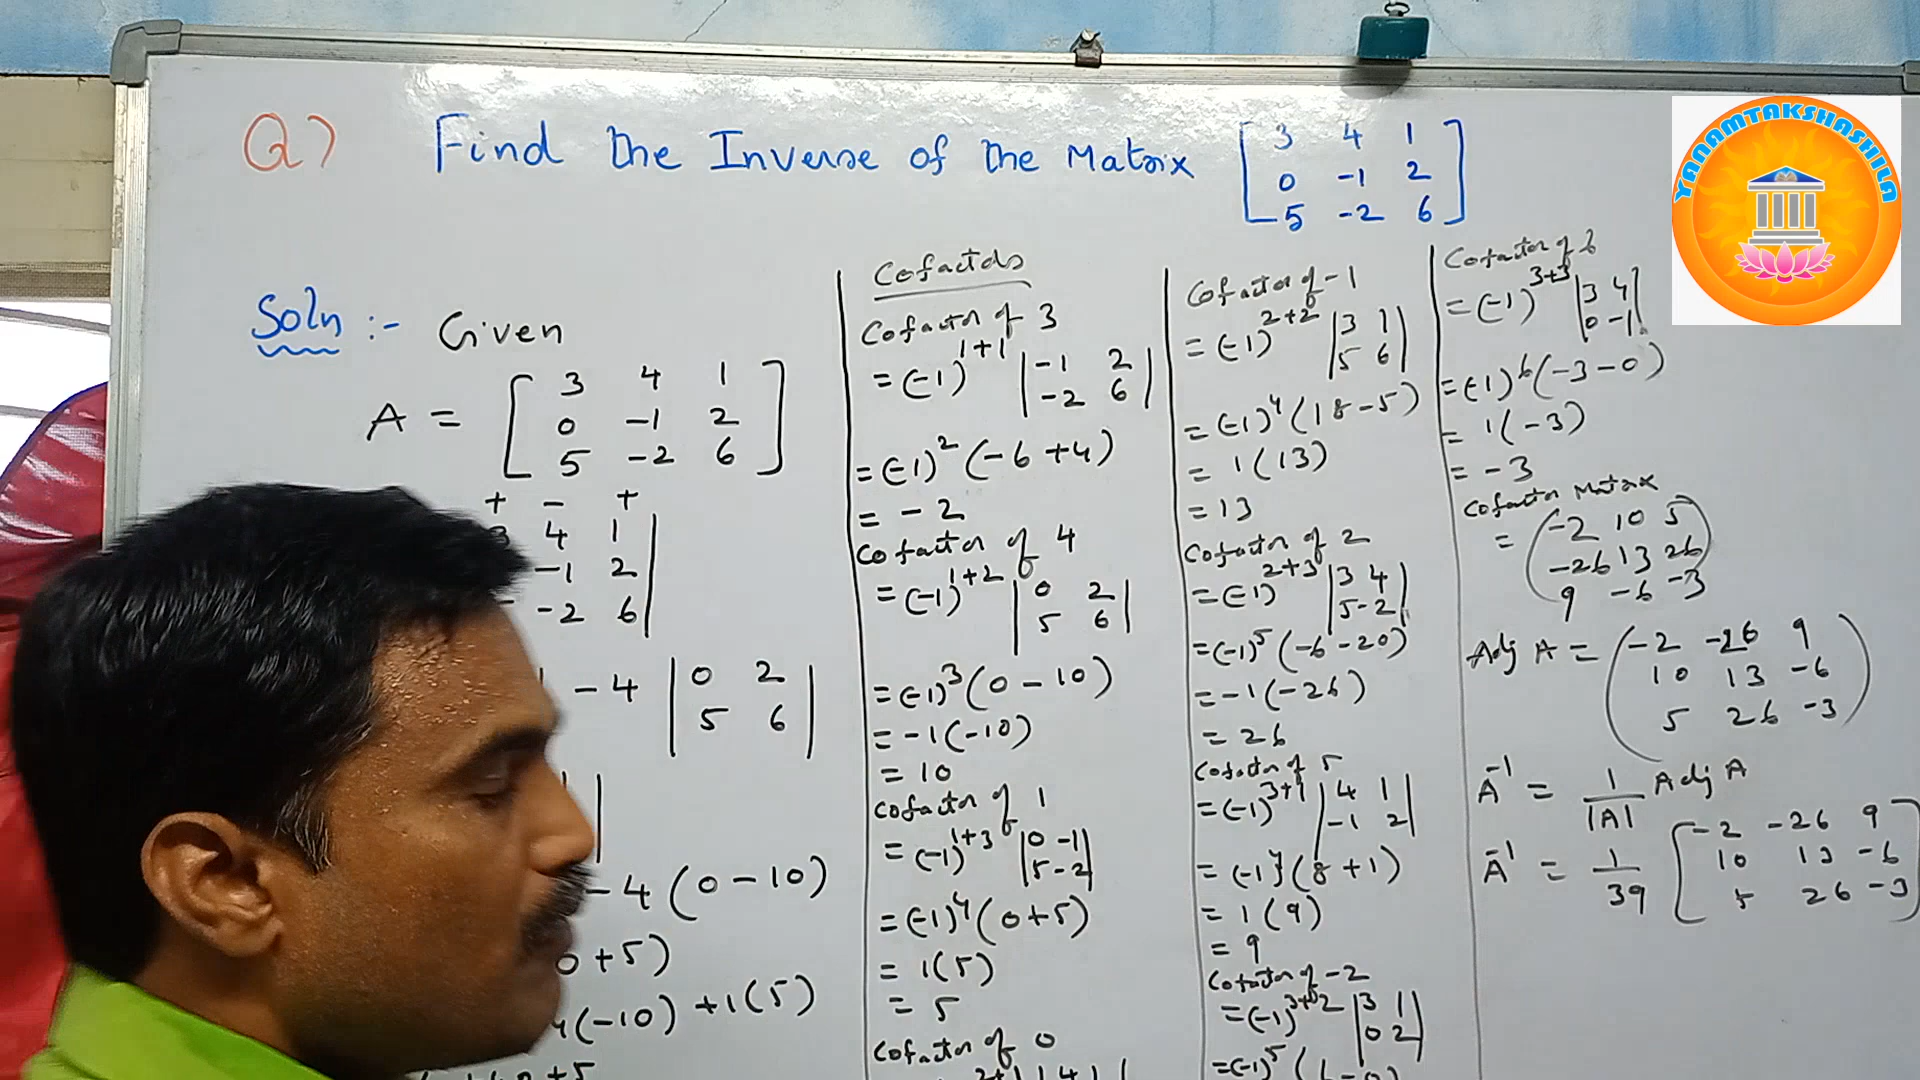 Q) Find the Inverse of the Matrix [3 4 1
0 -1 2
5 -2 6]
Soln :- Given
A = [3 4 1
0 -1 2
5 -2 6]
+ - +
4 1
-1 2
-2 6|
-4 |0 2
5 6|
-4(0-10)
0+5)
4(-10)+1(5)
+5
Cofactors
Cofactor of 3
= (-1)^1+1 |-1 2
-2 6|
= (-1)^2 (-6+4)
= -2
Cofactor of 4
= (-1)^1+2 |0 2
5 6|
= (-1)^3 (0-10)
= -1(-10)
= 10
Cofactor of 1
= (-1)^1+3 |0 -1
5 -2|
= (-1)^4 (0+5)
= 1(5)
= 5
Cofactor of 0
Cofactor of -1
= (-1)^2+2 |3 1
5 6|
= (-1)^4 (18-5)
= 1(13)
= 13
Cofactor of 2
= (-1)^2+3 |3 4
5 -2|
= (-1)^5 (-6-20)
= -1(-26)
= 26
Cofactor of 5
= (-1)^3+1 |4 1
-1 2|
= (-1)^4 (8+1)
= 1(9)
= 9
Cofactor of -2
= (-1)^3+2 |3 1
0 2|
= (-1)^5 (6-0)
Cofactor of 6
= (-1)^3+3 |3 4
0 -1|
= (-1)^6 (-3-0)
= 1(-3)
= -3
Cofactor Matrix
= (-2 10 5
-26 13 26
9 -6 -3)
Adj A = (-2 -26 9
10 13 -6
5 26 -3)
A^-1 = 1/|A| Adj A
A^-1 = 1/39 [-2 -26 9
10 13 -6
5 26 -3]
YANAMTAKSHASHILA